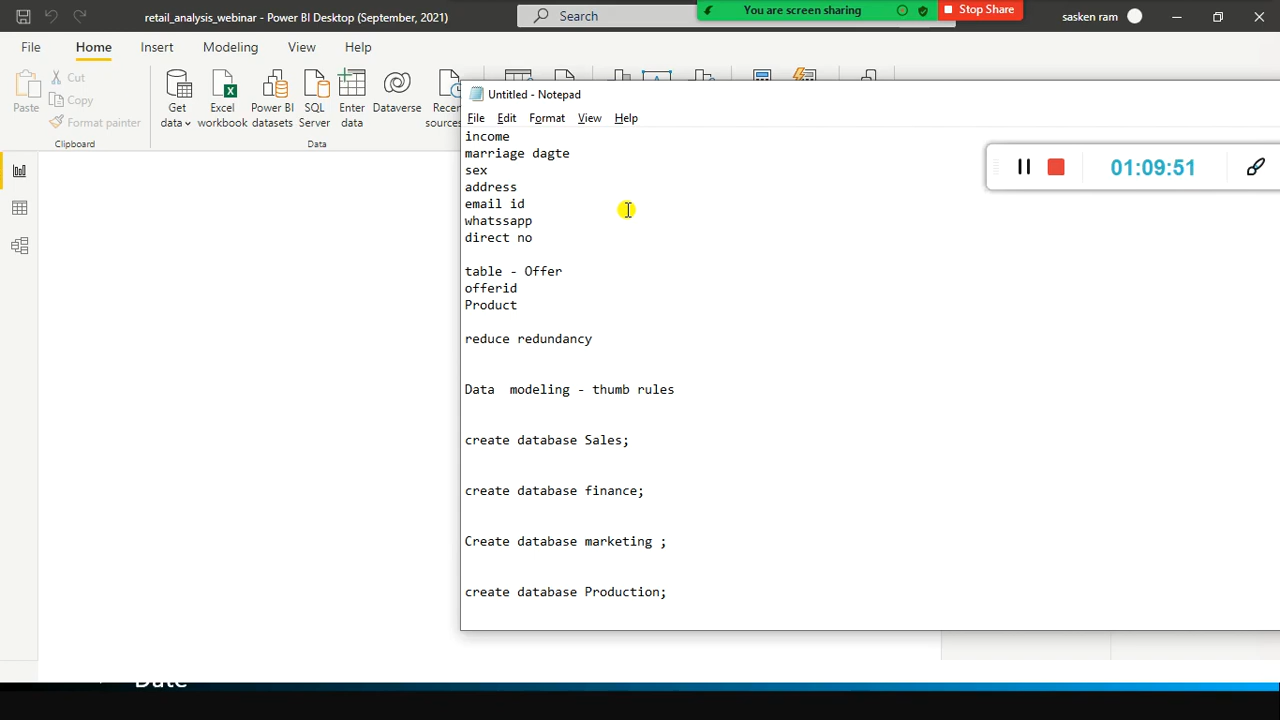 retail_analysis_webinar - Power BI Desktop (September, 2021)
Search
You are screen sharing
Stop Share
sasken ram
File Home Insert Modeling View Help
Paste
Cut
Copy
Format painter
Clipboard
Get data
Excel workbook
Power BI datasets
SQL Server
Enter data
Dataverse
Recent sources
Data
Untitled - Notepad
File Edit Format View Help
income
marriage dagte
sex
address
email id
whatssapp
direct no
table - Offer
offerid
Product
reduce redundancy
Data modeling - thumb rules
create database Sales;
create database finance;
Create database marketing ;
create database Production;
01:09:51
Date